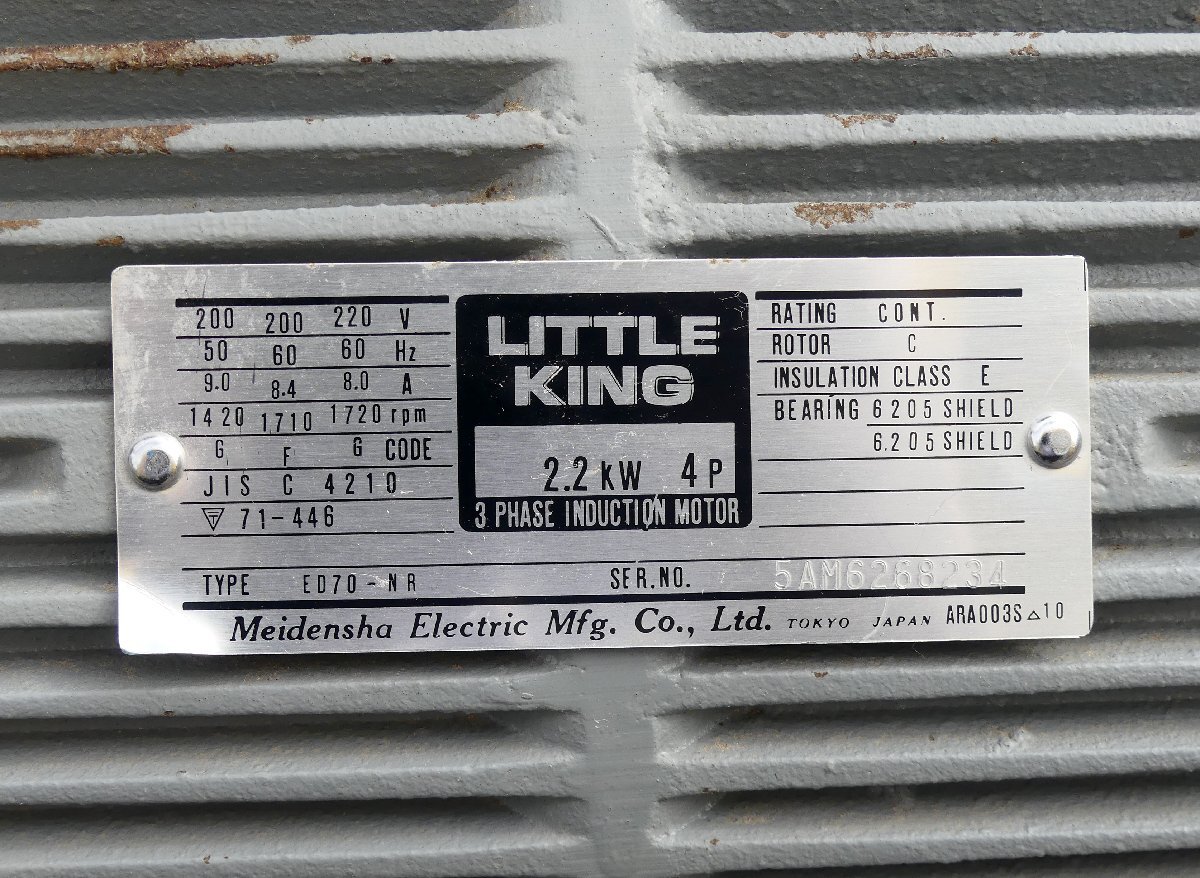 200 200 220 V
50 60 60 Hz
9.0 8.4 8.0 A
1420 1710 1720 rpm
G F G CODE
JIS C 4210
71-446
LITTLE
KING
2.2 kW 4 P
3 PHASE INDUCTION MOTOR
RATING CONT.
ROTOR C
INSULATION CLASS E
BEARING 6205 SHIELD
6205 SHIELD
TYPE ED70-NR SER.NO. 5AM6268234
Meidensha Electric Mfg. Co., Ltd. TOKYO JAPAN ARA003S△10